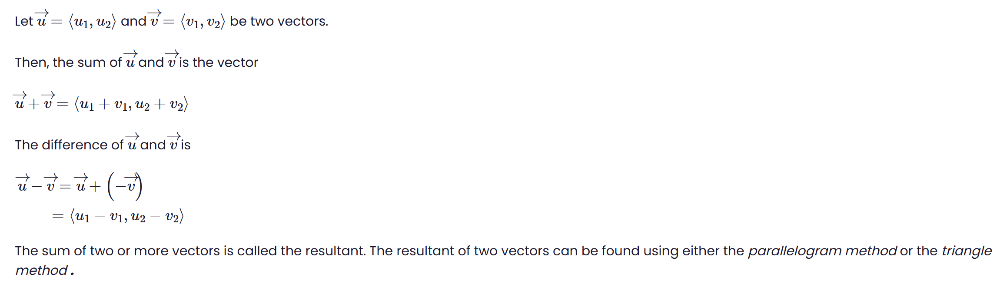 Let $\overrightarrow{u} = \langle u_1, u_2 \rangle$ and $\overrightarrow{v} = \langle v_1, v_2 \rangle$ be two vectors.
Then, the sum of $\overrightarrow{u}$ and $\overrightarrow{v}$ is the vector
$\overrightarrow{u} + \overrightarrow{v} = \langle u_1 + v_1, u_2 + v_2 \rangle$
The difference of $\overrightarrow{u}$ and $\overrightarrow{v}$ is
$\overrightarrow{u} - \overrightarrow{v} = \overrightarrow{u} + \left( -\overrightarrow{v} \right)$
$= \langle u_1 - v_1, u_2 - v_2 \rangle$
The sum of two or more vectors is called the resultant. The resultant of two vectors can be found using either the parallelogram method or the triangle
method .